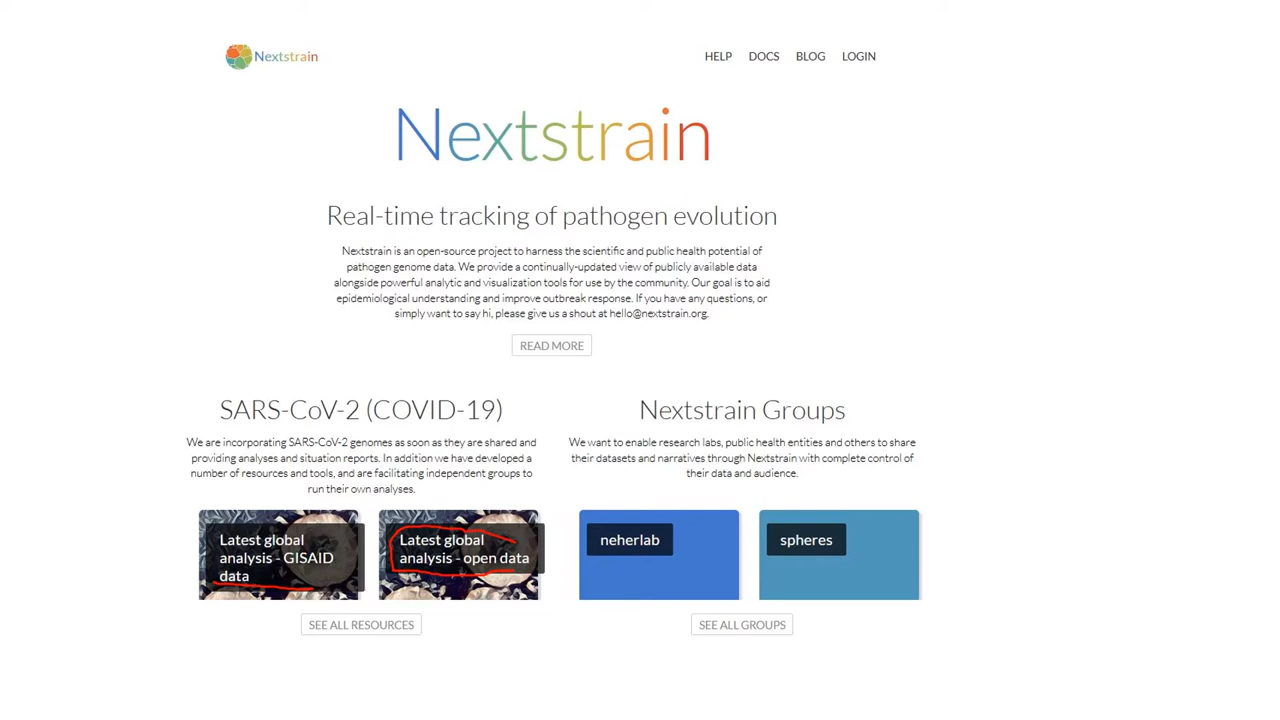 Nextstrain
HELP DOCS BLOG LOGIN
Nextstrain
Real-time tracking of pathogen evolution
Nextstrain is an open-source project to harness the scientific and public health potential of
pathogen genome data. We provide a continually-updated view of publicly available data
alongside powerful analytic and visualization tools for use by the community. Our goal is to aid
epidemiological understanding and improve outbreak response. If you have any questions, or
simply want to say hi, please give us a shout at hello@nextstrain.org.
READ MORE
SARS-CoV-2 (COVID-19)
We are incorporating SARS-CoV-2 genomes as soon as they are shared and
providing analyses and situation reports. In addition we have developed a
number of resources and tools, and are facilitating independent groups to
run their own analyses.
Latest global
analysis - GISAID
data
Latest global
analysis - open data
SEE ALL RESOURCES
Nextstrain Groups
We want to enable research labs, public health entities and others to share
their datasets and narratives through Nextstrain with complete control of
their data and audience.
neherlab
spheres
SEE ALL GROUPS